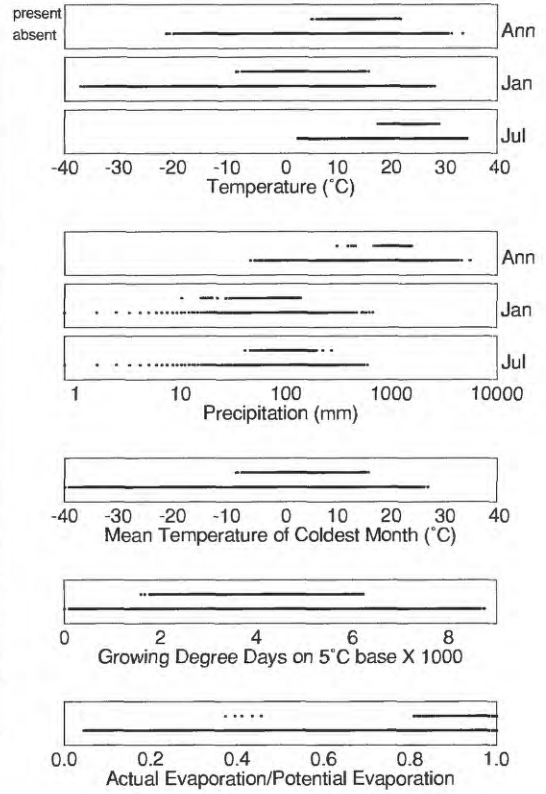 present
absent
Ann
Jan
Jul
-40 -30 -20 -10 0 10 20 30 40
Temperature (°C)
Ann
Jan
Jul
1 10 100 1000 10000
Precipitation (mm)
-40 -30 -20 -10 0 10 20 30 40
Mean Temperature of Coldest Month (°C)
0 2 4 6 8
Growing Degree Days on 5°C base X 1000
0.0 0.2 0.4 0.6 0.8 1.0
Actual Evaporation/Potential Evaporation